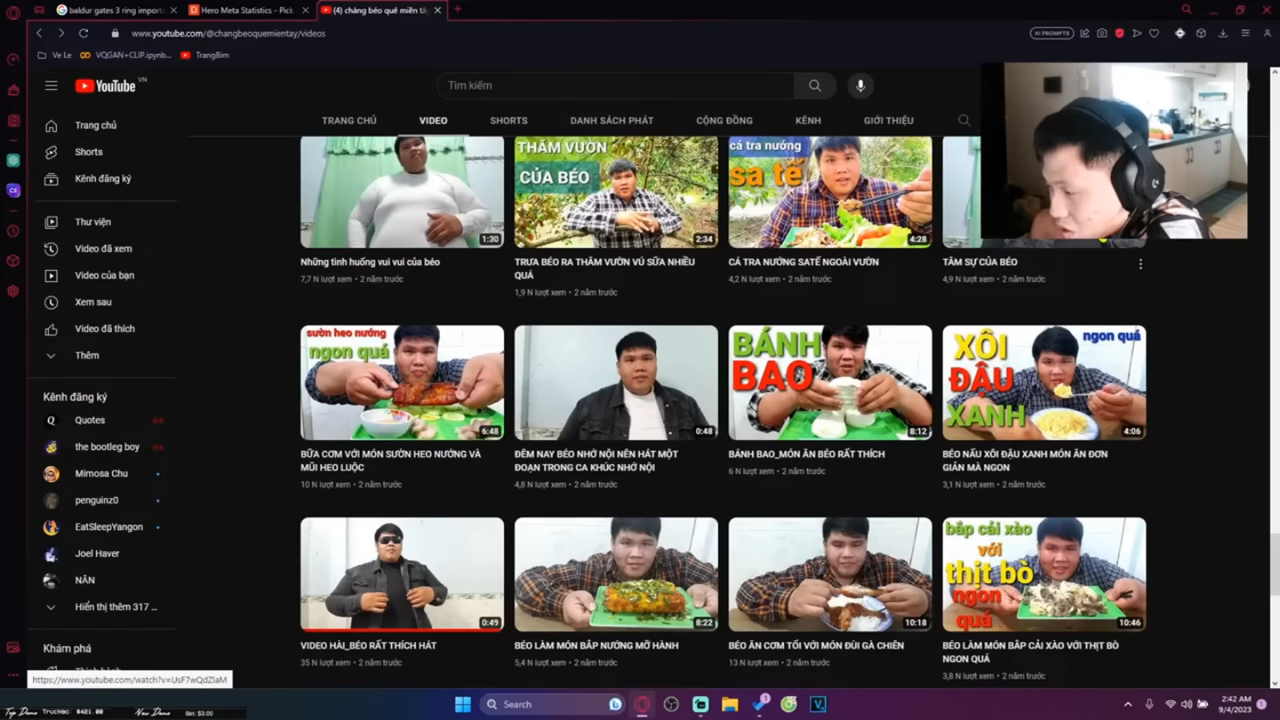 baldur gates 3 ring importa
Hero Meta Statistics - Pick
(4) chàng béo quê miền tây
www.youtube.com/@changbeoquemientay/videos
AI PROMPTS
Ve Le
VQGAN+CLIP.ipynb...
TrangBim
YouTube VN
Tìm kiếm
TRANG CHỦ
VIDEO
SHORTS
DANH SÁCH PHÁT
CỘNG ĐỒNG
KÊNH
GIỚI THIỆU
Trang chủ
Shorts
Kênh đăng ký
Thư viện
Video đã xem
Video của bạn
Xem sau
Video đã thích
Thêm
Kênh đăng ký
Quotes
the bootleg boy
Mimosa Chu
penguinz0
EatSleepYangon
Joel Haver
NÂN
Hiển thị thêm 317 ...
Khám phá
1:30
THĂM VƯỜN
CỦA BÉO
2:34
cá tra nướng
sa tế
4:28
Những tình huống vui vui của béo
7,7 N lượt xem • 2 năm trước
TRƯA BÉO RA THĂM VƯỜN VÚ SỮA NHIỀU
QUÁ
1,9 N lượt xem • 2 năm trước
CÁ TRA NƯỚNG SATẾ NGOÀI VƯỜN
4,2 N lượt xem • 2 năm trước
TÂM SỰ CỦA BÉO
4,9 N lượt xem • 2 năm trước
sườn heo nướng
ngon quá
6:48
0:48
BÁNH
BAO
8:12
XÔI
ĐẬU
XANH
ngon quá
4:06
BỮA CƠM VỚI MÓN SƯỜN HEO NƯỚNG VÀ
MŨI HEO LUỘC
10 N lượt xem • 2 năm trước
ĐÊM NAY BÉO NHỚ NỘI NÊN HÁT MỘT
ĐOẠN TRONG CA KHÚC NHỚ NỘI
4,8 N lượt xem • 2 năm trước
BÁNH BAO_MÓN ĂN BÉO RẤT THÍCH
6 N lượt xem • 2 năm trước
BÉO NẤU XÔI ĐẬU XANH MÓN ĂN ĐƠN
GIẢN MÀ NGON
3,1 N lượt xem • 2 năm trước
0:49
8:22
10:18
bắp cải xào
với
thịt bò
ngon
quá
10:46
VIDEO HÀI_BÉO RẤT THÍCH HÁT
35 N lượt xem • 2 năm trước
BÉO LÀM MÓN BẮP NƯỚNG MỠ HÀNH
5,4 N lượt xem • 2 năm trước
BÉO ĂN CƠM TỐI VỚI MÓN ĐÙI GÀ CHIÊN
13 N lượt xem • 2 năm trước
BÉO LÀM MÓN BẮP CẢI XÀO VỚI THỊT BÒ
NGON QUÁ
3,8 N lượt xem • 2 năm trước
https://www.youtube.com/watch?v=UsF7wQdZlaM
Search
2:42 AM
9/4/2023